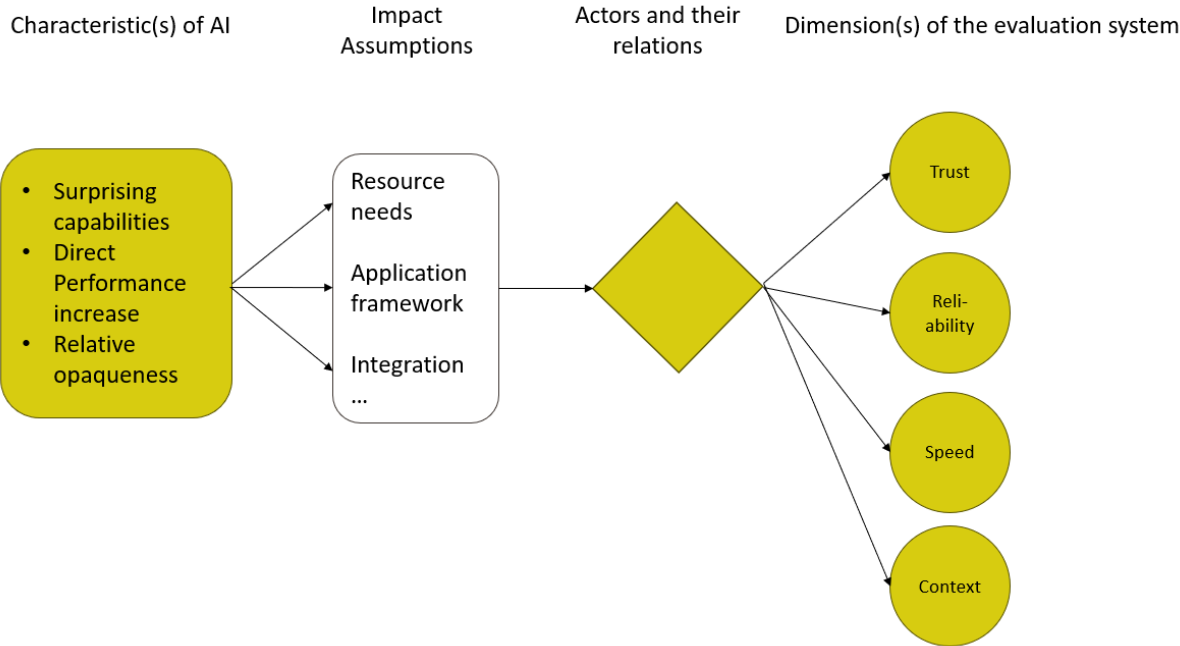 Characteristic(s) of AI
Impact
Assumptions
Actors and their
relations
Dimension(s) of the evaluation system
• Surprising
capabilities
• Direct
Performance
increase
• Relative
opaqueness
Resource
needs
Application
framework
Integration
...
Trust
Reli-
ability
Speed
Context